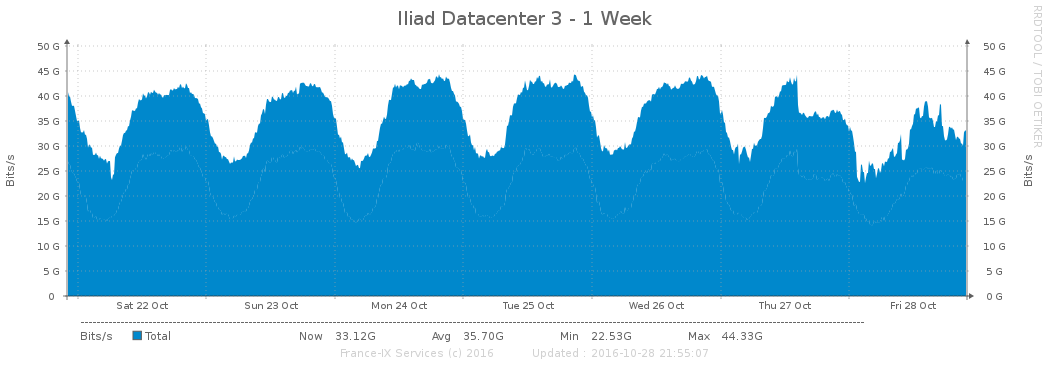 Iliad Datacenter 3 - 1 Week
RRDTOOL / TOBI OETIKER
Bits/s
Bits/s
50 G 50 G
45 G 45 G
40 G 40 G
35 G 35 G
30 G 30 G
25 G 25 G
20 G 20 G
15 G 15 G
10 G 10 G
5 G 5 G
0 0 G
Sat 22 Oct Sun 23 Oct Mon 24 Oct Tue 25 Oct Wed 26 Oct Thu 27 Oct Fri 28 Oct
Bits/s Total Now 33.12G Avg 35.70G Min 22.53G Max 44.33G
France-IX Services (c) 2016 Updated : 2016-10-28 21:55:07